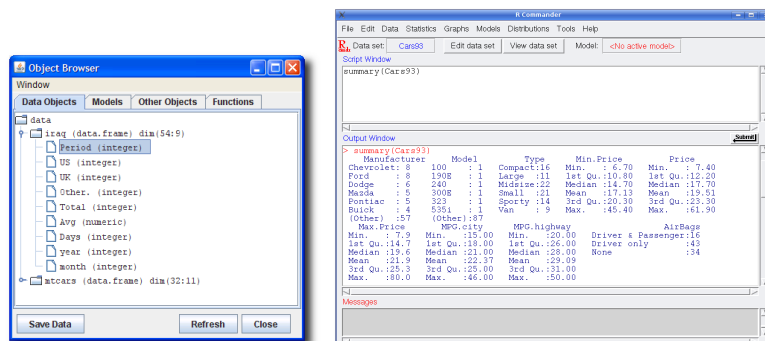 Object Browser
Window
Data Objects Models Other Objects Functions
data
iraq (data.frame) dim(54:9)
Period (integer)
US (integer)
UK (integer)
Other. (integer)
Total (integer)
Avg (numeric)
Days (integer)
year (integer)
month (integer)
mtcars (data.frame) dim(32:11)
Save Data Refresh Close
R Commander
File Edit Data Statistics Graphs Models Distributions Tools Help
R Data set: Cars93 Edit data set View data set Model: <No active model>
Script Window
summary(Cars93)
Submit
Output Window
> summary(Cars93)
Manufacturer Model Type Min.Price Price
Chevrolet: 8 100 : 1 Compact:16 Min. : 6.70 Min. : 7.40
Ford : 8 190E : 1 Large :11 1st Qu.:10.80 1st Qu.:12.20
Dodge : 6 240 : 1 Midsize:22 Median :14.70 Median :17.70
Mazda : 5 300E : 1 Small :21 Mean :17.13 Mean :19.51
Pontiac : 5 323 : 1 Sporty :14 3rd Qu.:20.30 3rd Qu.:23.30
Buick : 4 535i : 1 Van : 9 Max. :45.40 Max. :61.90
(Other) :57 (Other):87
Max.Price MPG.city MPG.highway AirBags
Min. : 7.9 Min. :15.00 Min. :20.00 Driver & Passenger:16
1st Qu.:14.7 1st Qu.:18.00 1st Qu.:26.00 Driver only :43
Median :19.6 Median :21.00 Median :28.00 None :34
Mean :21.9 Mean :22.37 Mean :29.09
3rd Qu.:25.3 3rd Qu.:25.00 3rd Qu.:31.00
Max. :80.0 Max. :46.00 Max. :50.00
Messages